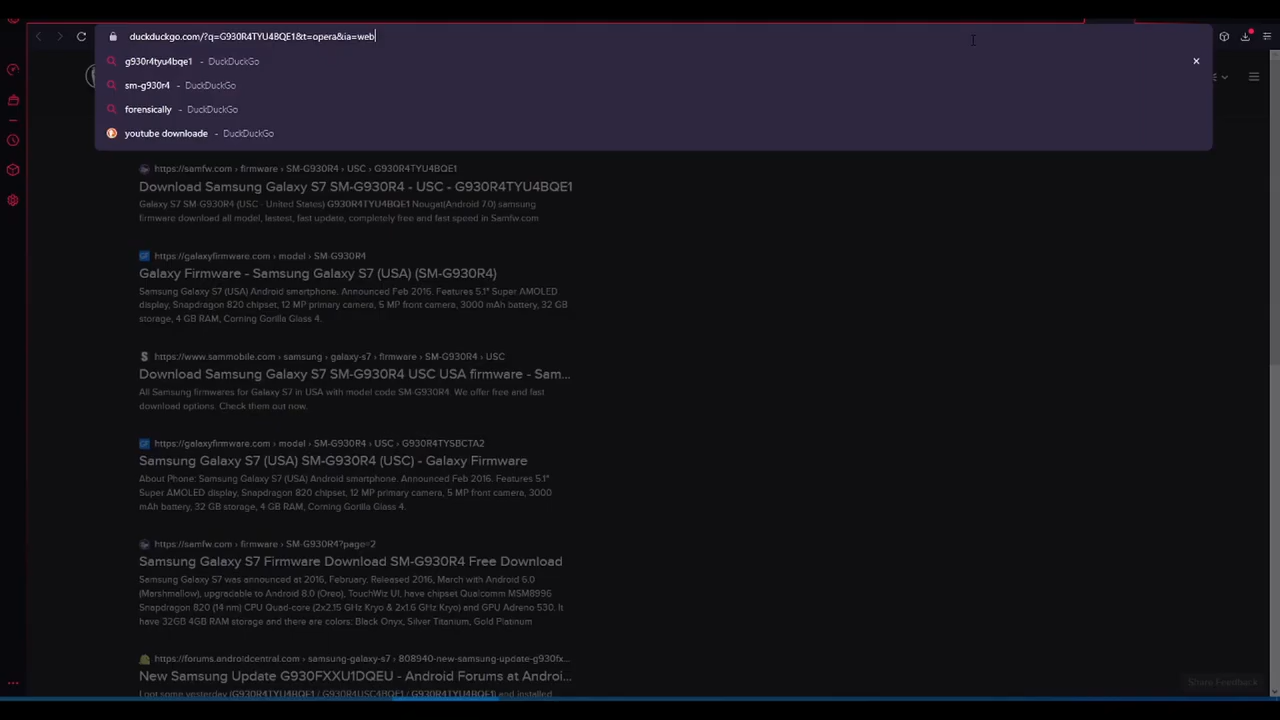 duckduckgo.com/?q=G930R4TYU4BQE1&t=opera&ia=web
g930r4tyu4bqe1 - DuckDuckGo
sm-g930r4 - DuckDuckGo
forensically - DuckDuckGo
youtube downloade - DuckDuckGo
https://samfw.com › firmware › SM-G930R4 › USC › G930R4TYU4BQE1
Download Samsung Galaxy S7 SM-G930R4 - USC - G930R4TYU4BQE1
Galaxy S7 SM-G930R4 (USC - United States) G930R4TYU4BQE1 Nougat(Android 7.0) samsung
firmware download all model, lastest, fast update, completely free and fast speed in Samfw.com
https://galaxyfirmware.com › model › SM-G930R4
Galaxy Firmware - Samsung Galaxy S7 (USA) (SM-G930R4)
Samsung Galaxy S7 (USA) Android smartphone. Announced Feb 2016. Features 5.1" Super AMOLED
display, Snapdragon 820 chipset, 12 MP primary camera, 5 MP front camera, 3000 mAh battery, 32 GB
storage, 4 GB RAM, Corning Gorilla Glass 4.
https://www.sammobile.com › samsung › galaxy-s7 › firmware › SM-G930R4 › USC
Download Samsung Galaxy S7 SM-G930R4 USC USA firmware - Sam...
All Samsung firmwares for Galaxy S7 in USA with model code SM-G930R4. We offer free and fast
download options. Check them out now.
https://galaxyfirmware.com › model › SM-G930R4 › USC › G930R4TYSBCTA2
Samsung Galaxy S7 (USA) SM-G930R4 (USC) - Galaxy Firmware
About Phone: Samsung Galaxy S7 (USA) Android smartphone. Announced Feb 2016. Features 5.1"
Super AMOLED display, Snapdragon 820 chipset, 12 MP primary camera, 5 MP front camera, 3000
mAh battery, 32 GB storage, 4 GB RAM, Corning Gorilla Glass 4.
https://samfw.com › firmware › SM-G930R4?page=2
Samsung Galaxy S7 Firmware Download SM-G930R4 Free Download
Samsung Galaxy S7 was announced at 2016, February. Released 2016, March with Android 6.0
(Marshmallow), upgradable to Android 8.0 (Oreo), TouchWiz UI, have chipset Qualcomm MSM8996
Snapdragon 820 (14 nm) CPU Quad-core (2x2.15 GHz Kryo & 2x1.6 GHz Kryo) and GPU Adreno 530. It
have 32GB 4GB RAM storage and there are colors: Black Onyx, Silver Titanium, Gold Platinum
https://forums.androidcentral.com › samsung-galaxy-s7 › 808940-new-samsung-update-g930fx...
New Samsung Update G930FXXU1DQEU - Android Forums at Androi...
Loot some yesterday (G930R4TYU4BQE1 / G930R4USC4BQE1 / G930R4TYU4BQE1) and installed
Share Feedback